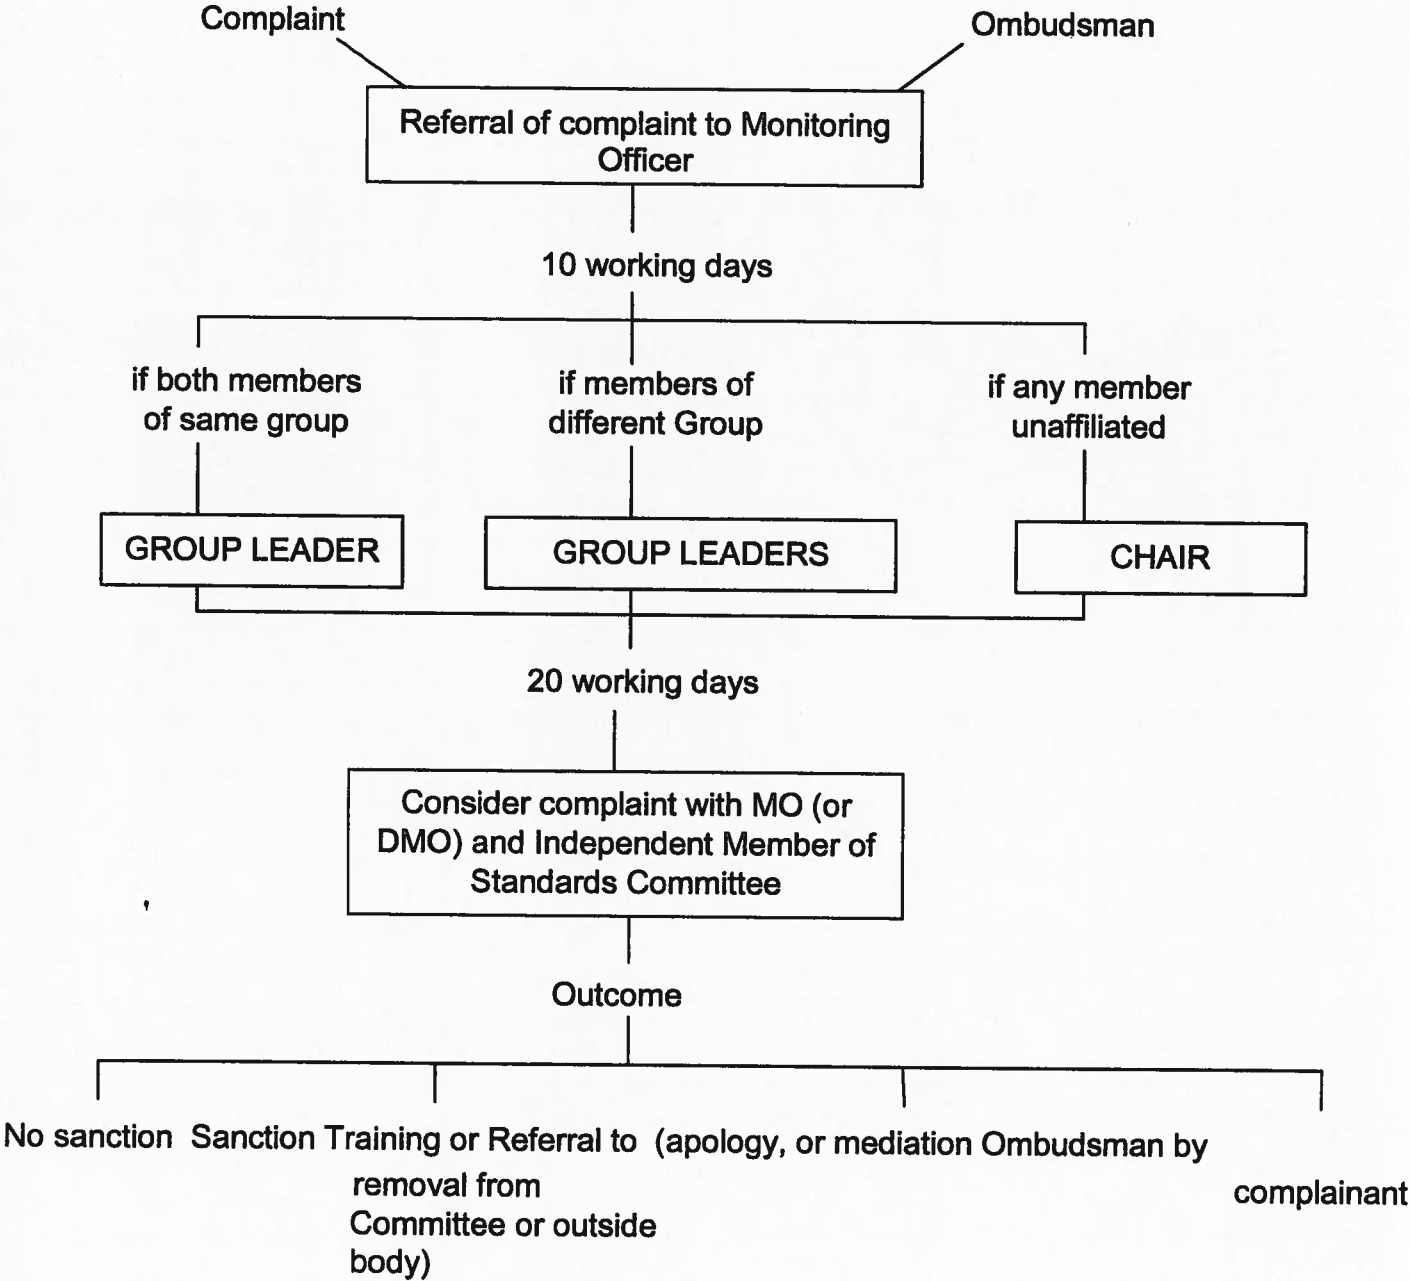 Complaint
Ombudsman
Referral of complaint to Monitoring
Officer
10 working days
if both members
of same group
if members of
different Group
if any member
unaffiliated
GROUP LEADER
GROUP LEADERS
CHAIR
20 working days
Consider complaint with MO (or
DMO) and Independent Member of
Standards Committee
Outcome
No sanction Sanction Training or Referral to (apology, or mediation Ombudsman by
removal from
complainant
Committee or outside
body)